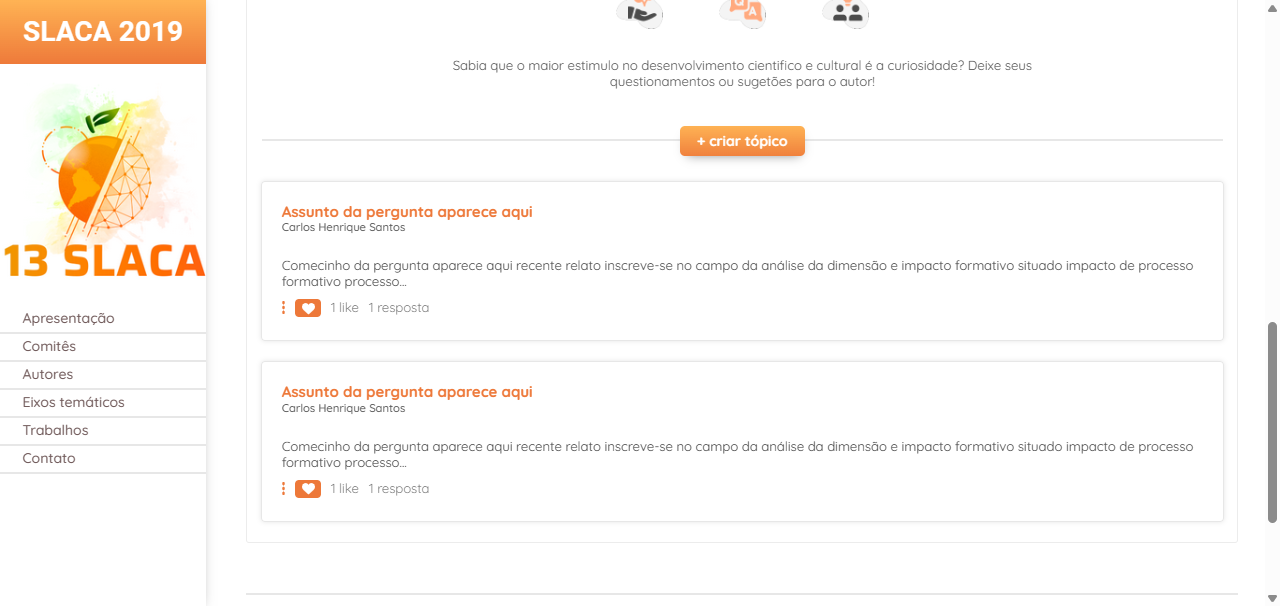 SLACA 2019
13 SLACA
Apresentação
Comitês
Autores
Eixos temáticos
Trabalhos
Contato
A
Sabia que o maior estimulo no desenvolvimento cientifico e cultural é a curiosidade? Deixe seus
questionamentos ou sugetões para o autor!
+ criar tópico
Assunto da pergunta aparece aqui
Carlos Henrique Santos
Comecinho da pergunta aparece aqui recente relato inscreve-se no campo da análise da dimensão e impacto formativo situado impacto de processo
formativo processo...
1 like 1 resposta
Assunto da pergunta aparece aqui
Carlos Henrique Santos
Comecinho da pergunta aparece aqui recente relato inscreve-se no campo da análise da dimensão e impacto formativo situado impacto de processo
formativo processo...
1 like 1 resposta